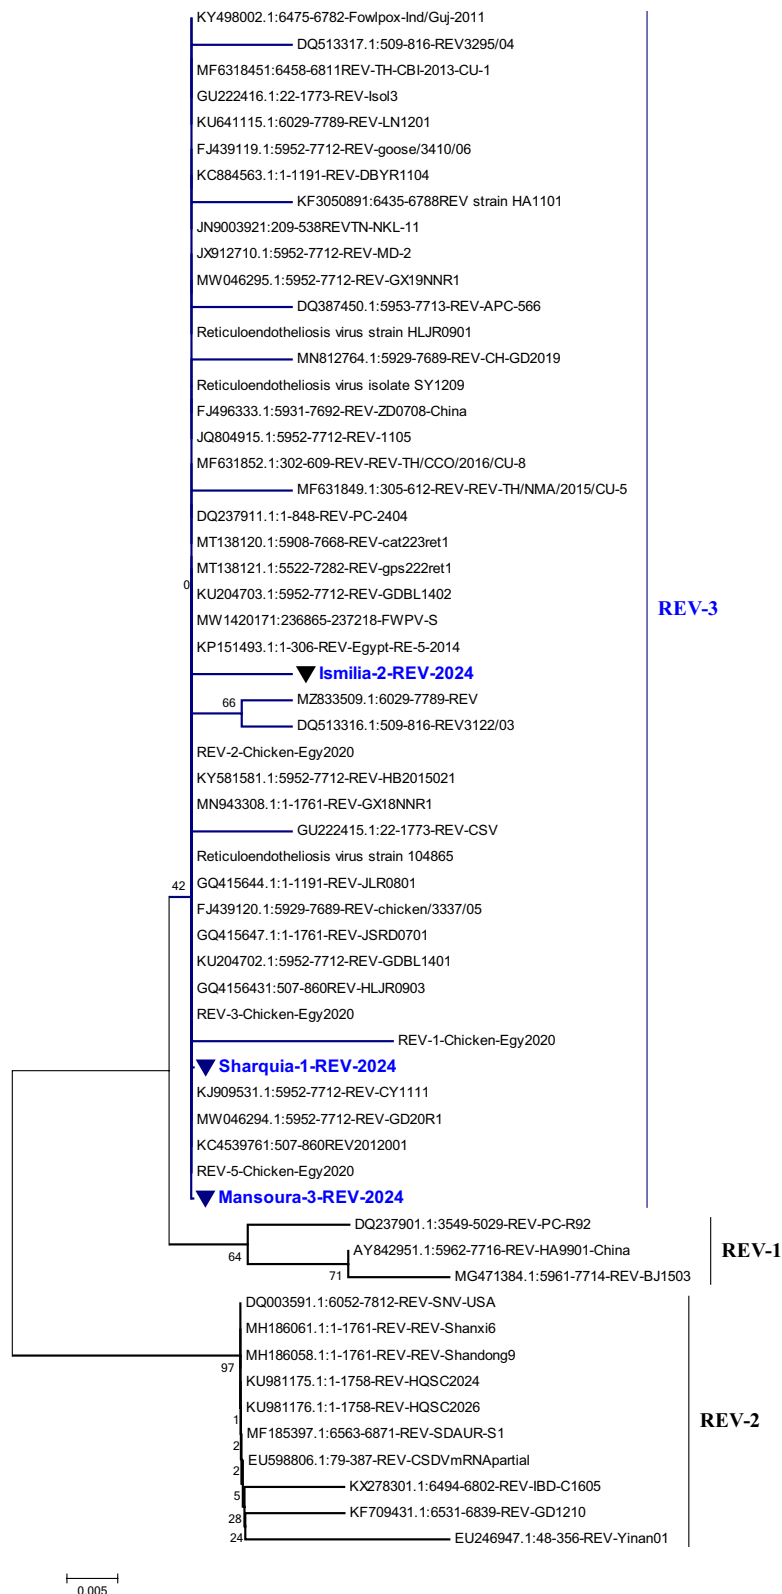 KY498002.1:6475-6782-Fowlpox-Ind/Guj-2011
DQ513317.1:509-816-REV3295/04
MF6318451:6458-6811REV-TH-CBI-2013-CU-1
GU222416.1:22-1773-REV-Isol3
KU641115.1:6029-7789-REV-LN1201
FJ439119.1:5952-7712-REV-goose/3410/06
KC884563.1:1-1191-REV-DBYR1104
KF3050891:6435-6788REV strain HA1101
JN9003921:209-538REVTN-NKL-11
JX912710.1:5952-7712-REV-MD-2
MW046295.1:5952-7712-REV-GX19NNR1
DQ387450.1:5953-7713-REV-APC-566
Reticuloendotheliosis virus strain HLJR0901
MN812764.1:5929-7689-REV-CH-GD2019
Reticuloendotheliosis virus isolate SY1209
FJ496333.1:5931-7692-REV-ZD0708-China
JQ804915.1:5952-7712-REV-1105
MF631852.1:302-609-REV-REV-TH/CCO/2016/CU-8
MF631849.1:305-612-REV-REV-TH/NMA/2015/CU-5
DQ237911.1:1-848-REV-PC-2404
MT138120.1:5908-7668-REV-cat223ret1
MT138121.1:5522-7282-REV-gps222ret1
0
KU204703.1:5952-7712-REV-GDBL1402
REV-3
MW1420171:236865-237218-FWPV-S
KP151493.1:1-306-REV-Egypt-RE-5-2014
Ismilia-2-REV-2024
66
MZ833509.1:6029-7789-REV
DQ513316.1:509-816-REV3122/03
REV-2-Chicken-Egy2020
KY581581.1:5952-7712-REV-HB2015021
MN943308.1:1-1761-REV-GX18NNR1
GU222415.1:22-1773-REV-CSV
Reticuloendotheliosis virus strain 104865
42
GQ415644.1:1-1191-REV-JLR0801
FJ439120.1:5929-7689-REV-chicken/3337/05
GQ415647.1:1-1761-REV-JSRD0701
KU204702.1:5952-7712-REV-GDBL1401
GQ4156431:507-860REV-HLJR0903
REV-3-Chicken-Egy2020
REV-1-Chicken-Egy2020
Sharquia-1-REV-2024
KJ909531.1:5952-7712-REV-CY1111
MW046294.1:5952-7712-REV-GD20R1
KC4539761:507-860REV2012001
REV-5-Chicken-Egy2020
Mansoura-3-REV-2024
DQ237901.1:3549-5029-REV-PC-R92
64
AY842951.1:5962-7716-REV-HA9901-China
REV-1
71
MG471384.1:5961-7714-REV-BJ1503
DQ003591.1:6052-7812-REV-SNV-USA
MH186061.1:1-1761-REV-REV-Shanxi6
MH186058.1:1-1761-REV-REV-Shandong9
97
KU981175.1:1-1758-REV-HQSC2024
KU981176.1:1-1758-REV-HQSC2026
1
REV-2
MF185397.1:6563-6871-REV-SDAUR-S1
2
EU598806.1:79-387-REV-CSDVmRNApartial
2
KX278301.1:6494-6802-REV-IBD-C1605
5
KF709431.1:6531-6839-REV-GD1210
28
24
EU246947.1:48-356-REV-Yinan01
0.005